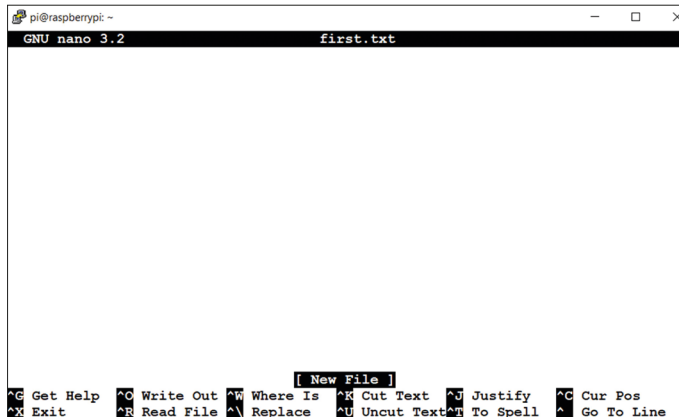 pi@raspberrypi: ~
GNU nano 3.2 first.txt
[ New File ]
^G Get Help ^O Write Out ^W Where Is ^K Cut Text ^J Justify ^C Cur Pos
^X Exit ^R Read File ^\ Replace ^U Uncut Text ^T To Spell ^ Go To Line